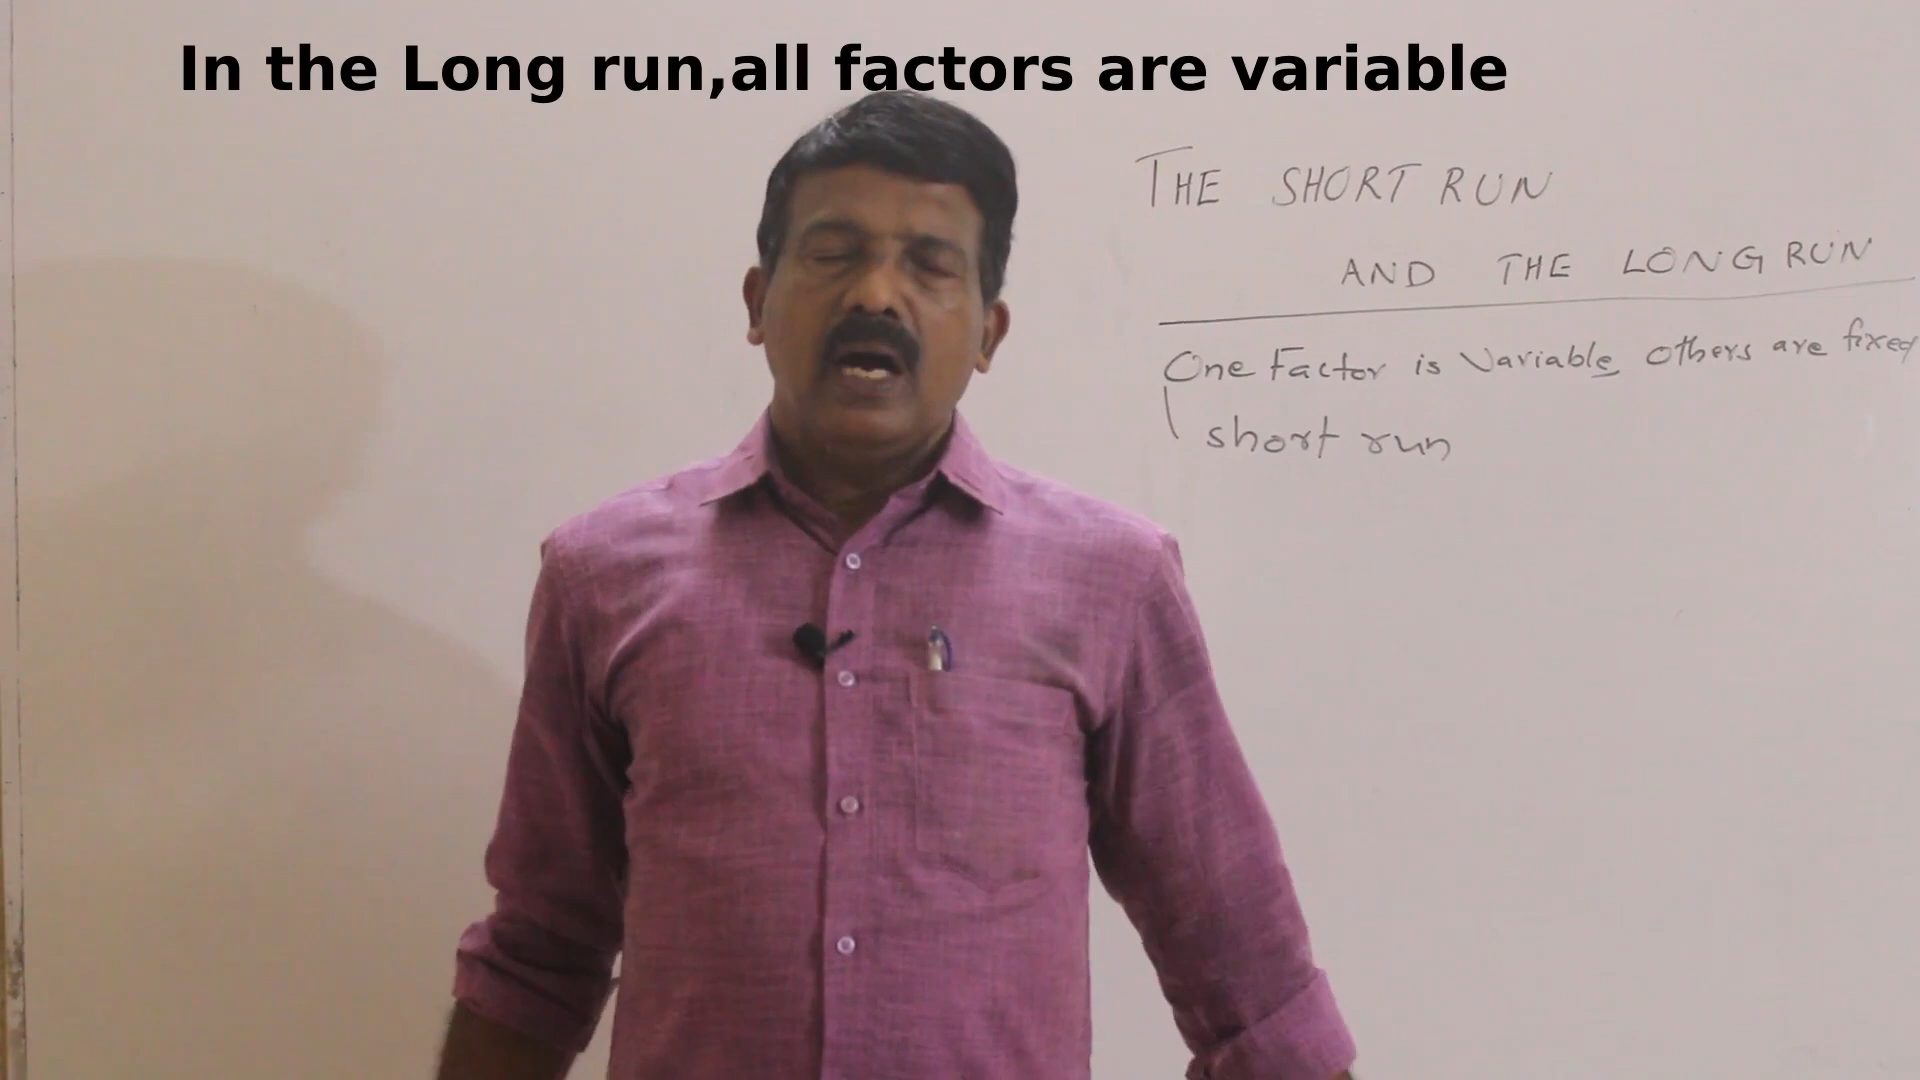 In the Long run,all factors are variable
THE SHORT RUN
AND THE LONG RUN
One Factor is Variable others are fixed
short run